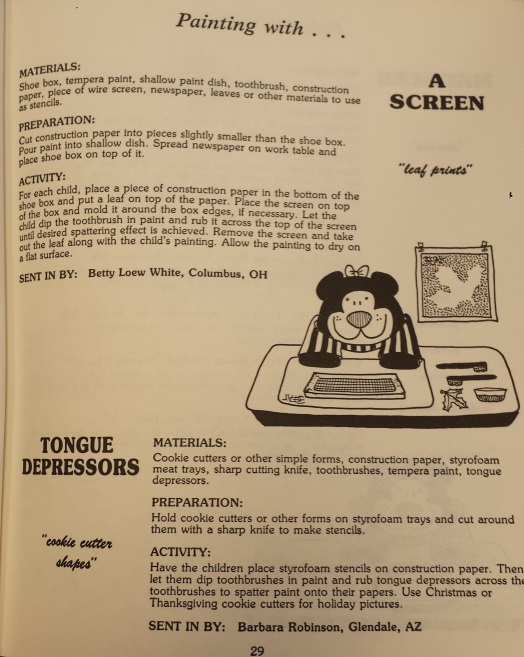 Painting with . . .
MATERIALS:
Shoe box, tempera paint, shallow paint dish, toothbrush, construction
paper, piece of wire screen, newspaper, leaves or other materials to use
as stencils.
PREPARATION:
Cut construction paper into pieces slightly smaller than the shoe box.
Pour paint into shallow dish. Spread newspaper on work table and
place shoe box on top of it.
ACTIVITY:
For each child, place a piece of construction paper in the bottom of the
shoe box and put a leaf on top of the paper. Place the screen on top
of the box and mold it around the box edges, if necessary. Let the
child dip the toothbrush in paint and rub it across the top of the screen
until desired spattering effect is achieved. Remove the screen and take
out the leaf along with the child's painting. Allow the painting to dry on
a flat surface.
SENT IN BY: Betty Loew White, Columbus, OH
A
SCREEN
"leaf prints"
TONGUE
DEPRESSORS
"cookie cutter
shapes"
MATERIALS:
Cookie cutters or other simple forms, construction paper, styrofoam
meat trays, sharp cutting knife, toothbrushes, tempera paint, tongue
depressors.
PREPARATION:
Hold cookie cutters or other forms on styrofoam trays and cut around
them with a sharp knife to make stencils.
ACTIVITY:
Have the children place styrofoam stencils on construction paper. Then
let them dip toothbrushes in paint and rub tongue depressors across the
toothbrushes to spatter paint onto their papers. Use Christmas or
Thanksgiving cookie cutters for holiday pictures.
SENT IN BY: Barbara Robinson, Glendale, AZ
29